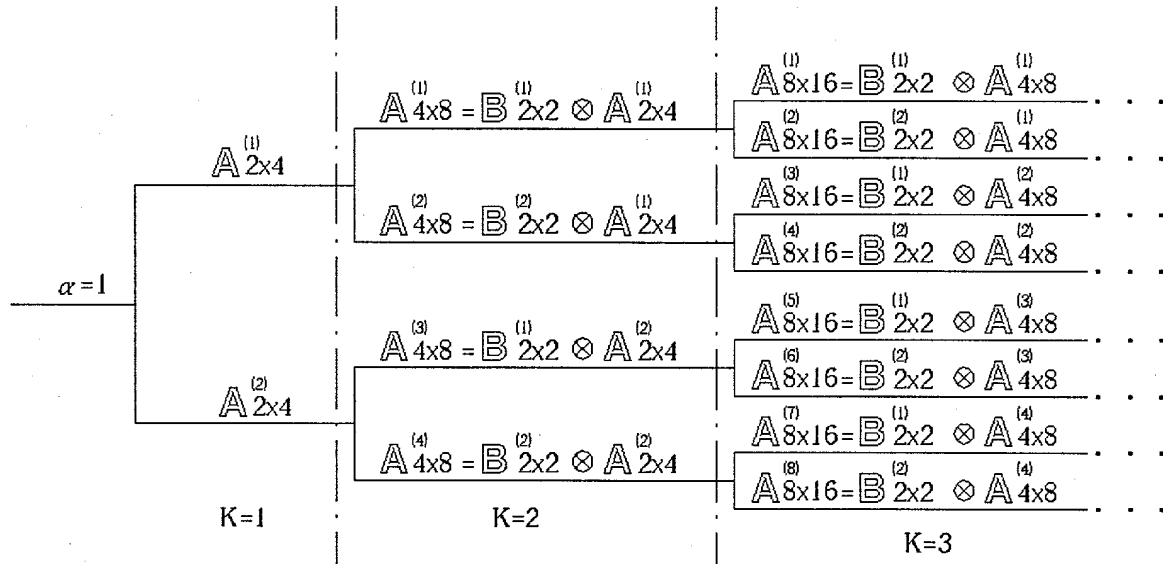 α=1
A (1) 2x4
A (2) 2x4
K=1
A (1) 4x8 = B (1) 2x2 ⊗ A (1) 2x4
A (2) 4x8 = B (2) 2x2 ⊗ A (1) 2x4
A (3) 4x8 = B (1) 2x2 ⊗ A (2) 2x4
A (4) 4x8 = B (2) 2x2 ⊗ A (2) 2x4
K=2
A (1) 8x16= B (1) 2x2 ⊗ A (1) 4x8
A (2) 8x16= B (2) 2x2 ⊗ A (1) 4x8
A (3) 8x16= B (1) 2x2 ⊗ A (2) 4x8
A (4) 8x16= B (2) 2x2 ⊗ A (2) 4x8
A (5) 8x16= B (1) 2x2 ⊗ A (3) 4x8
A (6) 8x16= B (2) 2x2 ⊗ A (3) 4x8
A (7) 8x16= B (1) 2x2 ⊗ A (4) 4x8
A (8) 8x16= B (2) 2x2 ⊗ A (4) 4x8
K=3